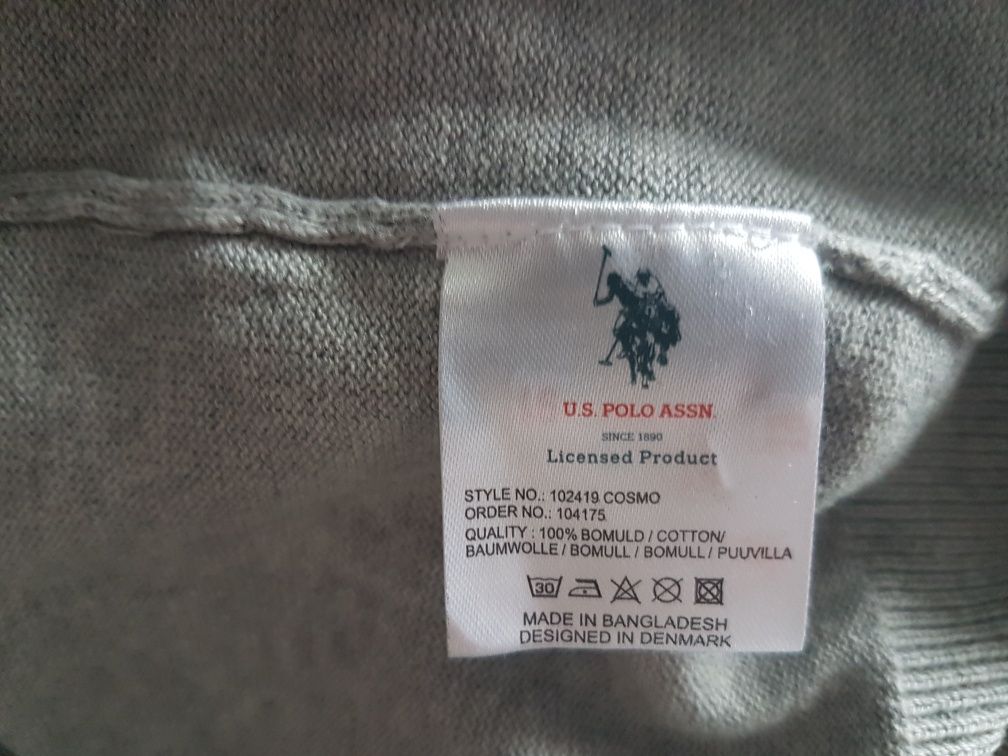 U.S. POLO ASSN.
SINCE 1890
Licensed Product
STYLE NO.: 102419 COSMO
ORDER NO.: 104175
QUALITY : 100% BOMULD / COTTON/
BAUMWOLLE / BOMULL / BOMULL / PUUVILLA
30
MADE IN BANGLADESH
DESIGNED IN DENMARK